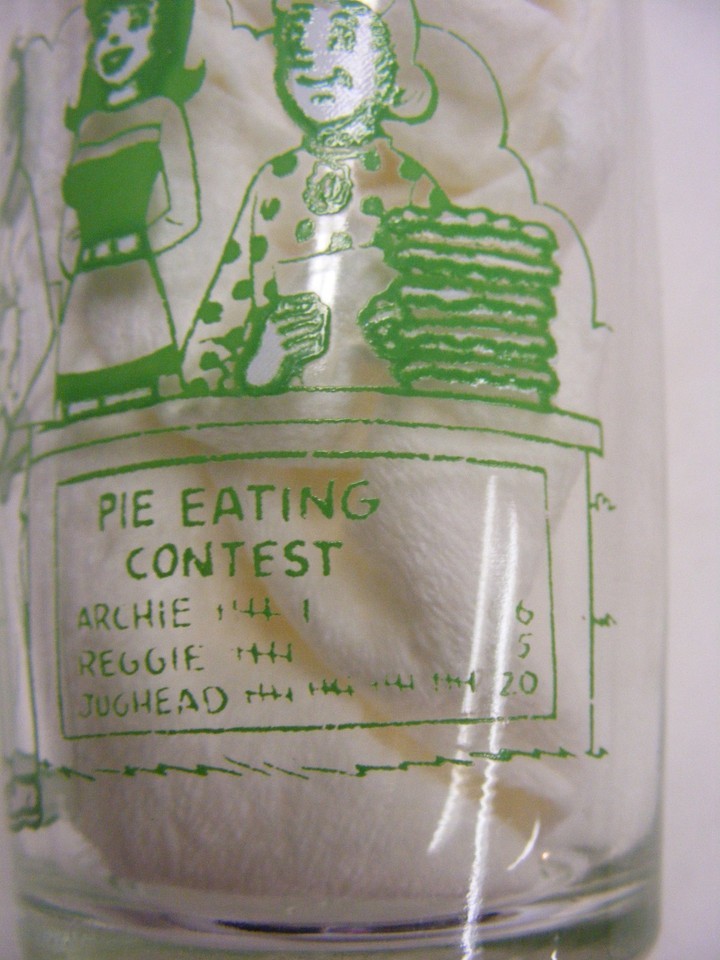 PIE EATING
CONTEST
ARCHIE 6
REGGIE 5
JUGHEAD 20